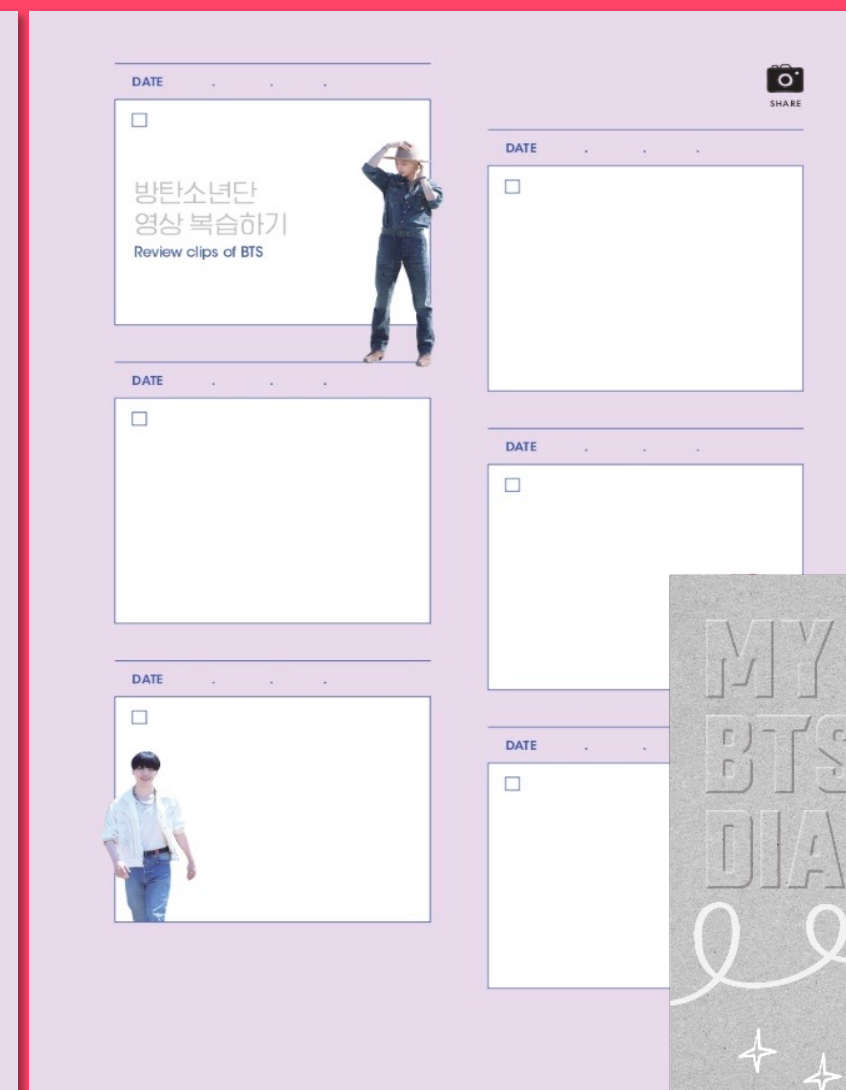 DATE . . .
방탄소년단
영상 복습하기
Review clips of BTS
DATE . . .
DATE . . .
SHARE
DATE . . .
DATE . . .
DATE . .
MY
BTS
DIA